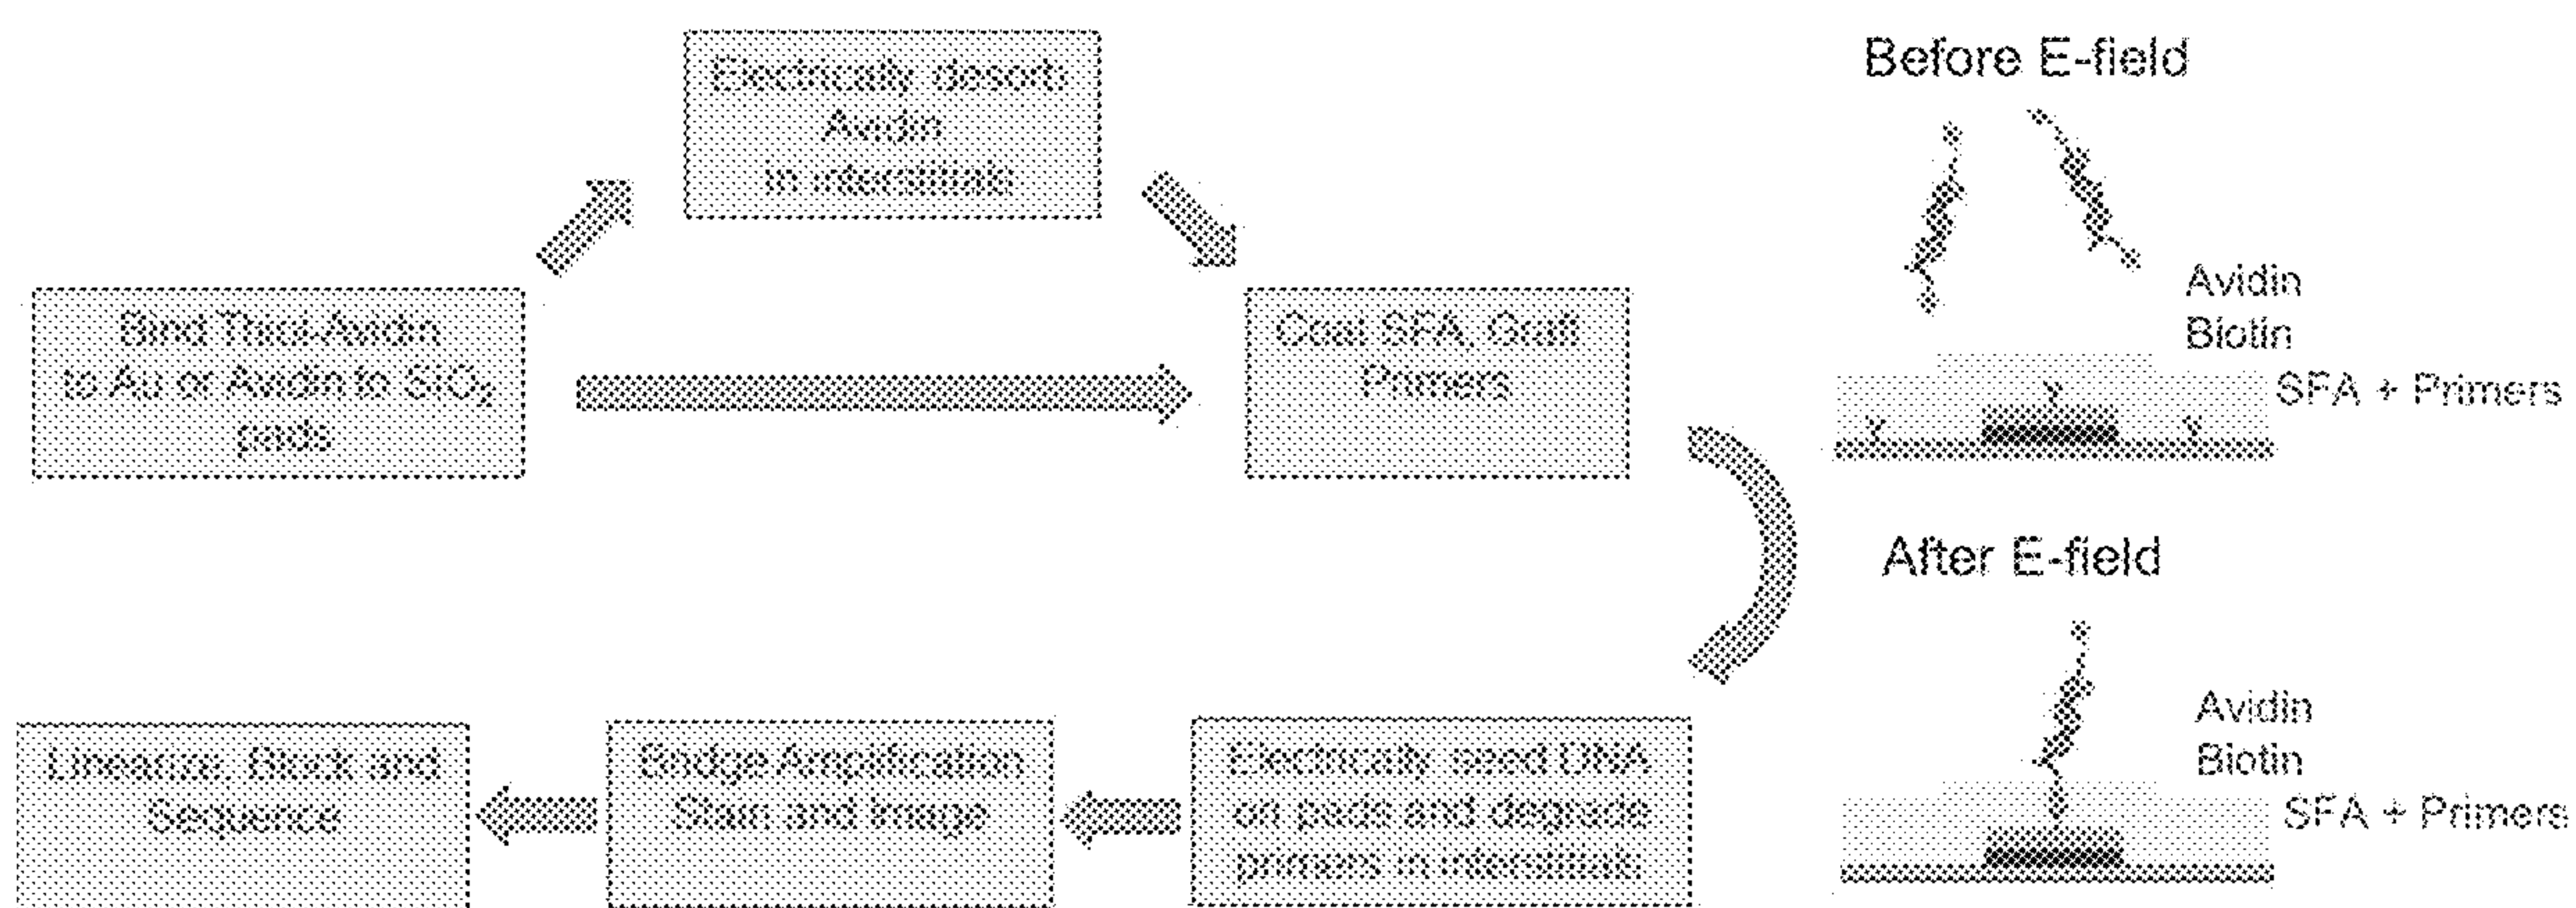 Electrically desorb
Avidin
in interstitial
Bind Thiol-Avidin
to Au or Avidin to SiO₂
pads
Coat SFA, Graft
Primers
Before E-field
Avidin
Biotin
SFA + Primers
After E-field
Avidin
Biotin
SFA + Primers
Electrically seed DNA
on pads and degrade
primers in interstitial
Bridge Amplification
Stain and Image
Linearize, Block and
Sequence